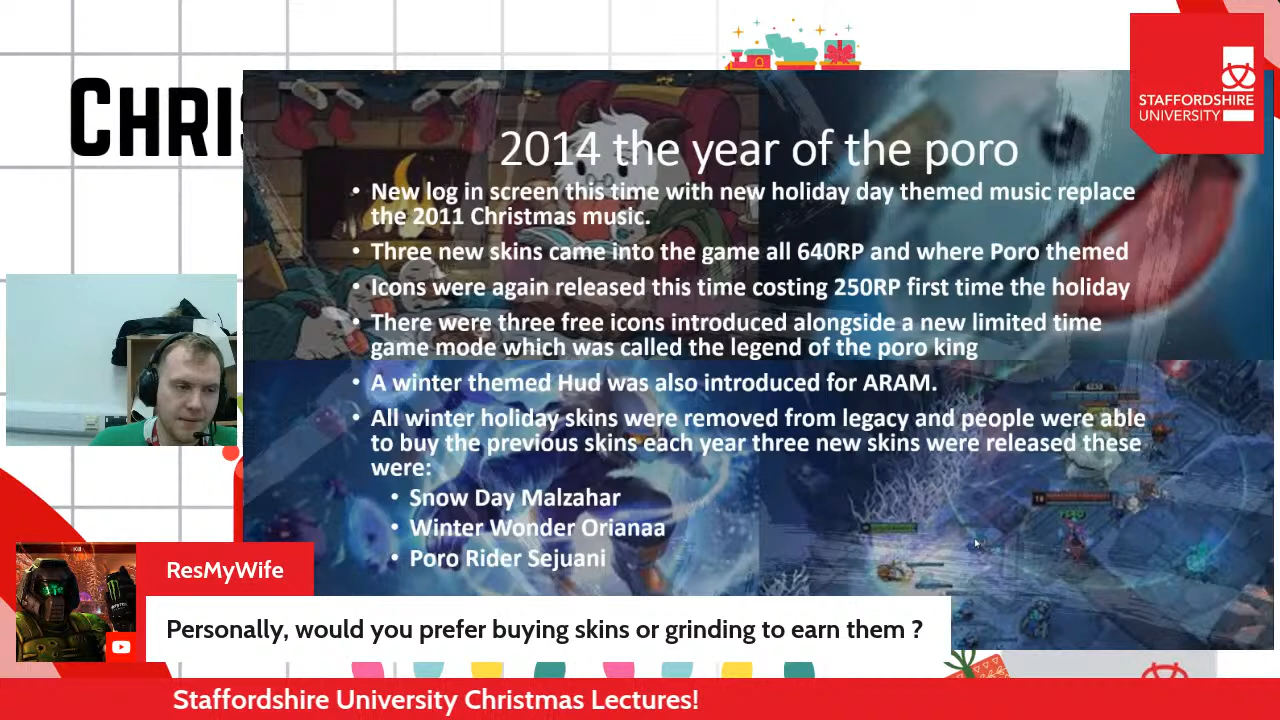 CHRIS
STAFFORDSHIRE
UNIVERSITY
2014 the year of the poro
• New log in screen this time with new holiday day themed music replace
the 2011 Christmas music.
• Three new skins came into the game all 640RP and where Poro themed
• Icons were again released this time costing 250RP first time the holiday
• There were three free icons introduced alongside a new limited time
game mode which was called the legend of the poro king
• A winter themed Hud was also introduced for ARAM.
• All winter holiday skins were removed from legacy and people were able
to buy the previous skins each year three new skins were released these
were:
• Snow Day Malzahar
• Winter Wonder Orianaa
• Poro Rider Sejuani
ResMyWife
Personally, would you prefer buying skins or grinding to earn them ?
Staffordshire University Christmas Lectures!